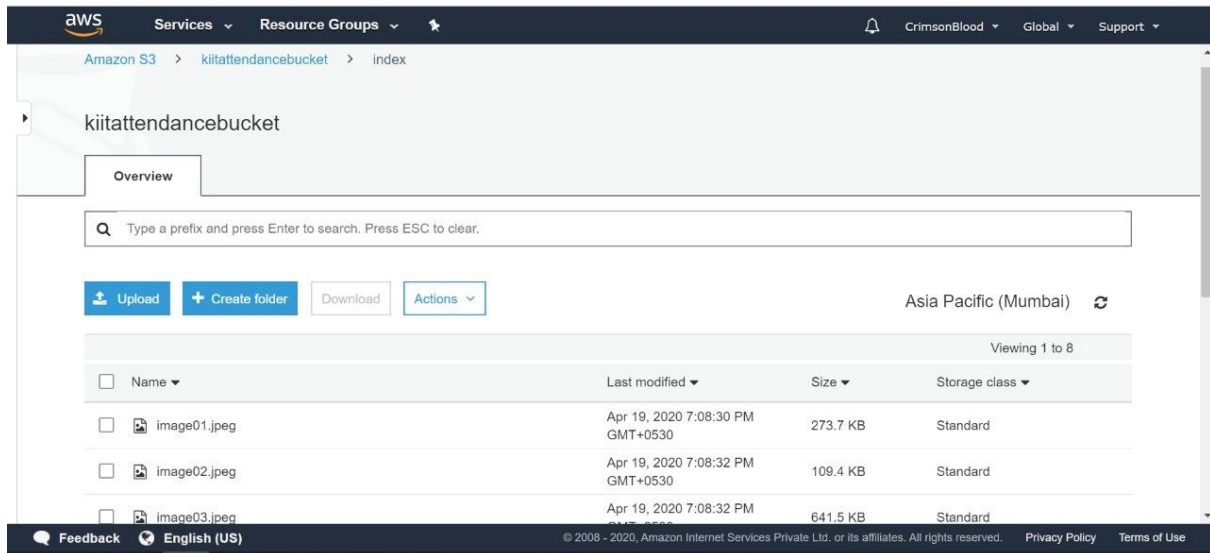 aws Services Resource Groups CrimsonBlood Global Support
Amazon S3 > kiitattendancebucket > index
kiitattendancebucket
Overview
Type a prefix and press Enter to search. Press ESC to clear.
Upload + Create folder Download Actions Asia Pacific (Mumbai)
Viewing 1 to 8
Name Last modified Size Storage class
image01.jpeg Apr 19, 2020 7:08:30 PM GMT+0530 273.7 KB Standard
image02.jpeg Apr 19, 2020 7:08:32 PM GMT+0530 109.4 KB Standard
image03.jpeg Apr 19, 2020 7:08:32 PM 641.5 KB Standard
Feedback English (US) © 2008 - 2020, Amazon Internet Services Private Ltd. or its affiliates. All rights reserved. Privacy Policy Terms of Use